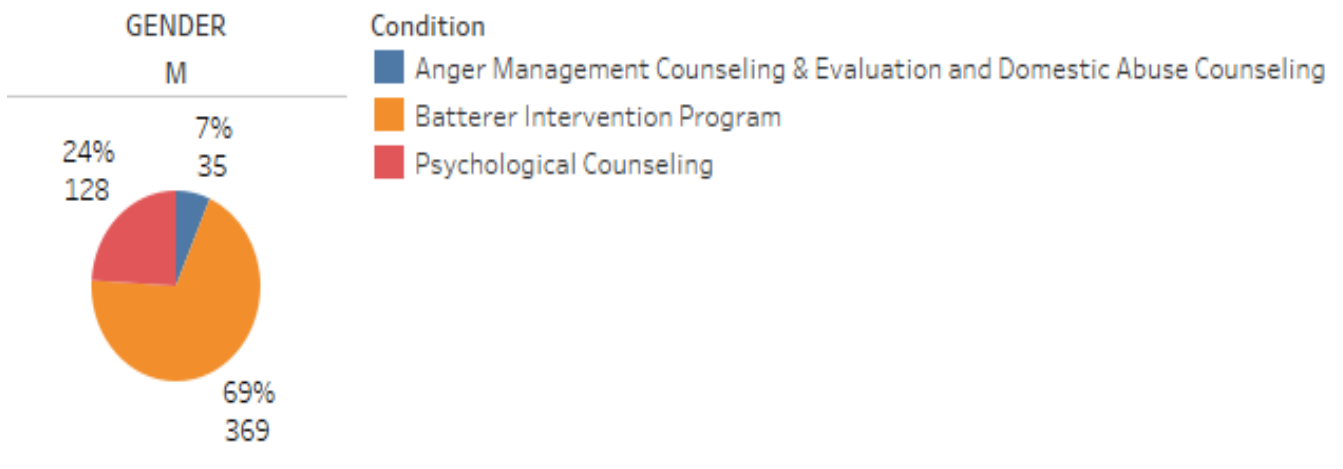 GENDER
M
7%
35
24%
128
69%
369
Condition
Anger Management Counseling & Evaluation and Domestic Abuse Counseling
Batterer Intervention Program
Psychological Counseling